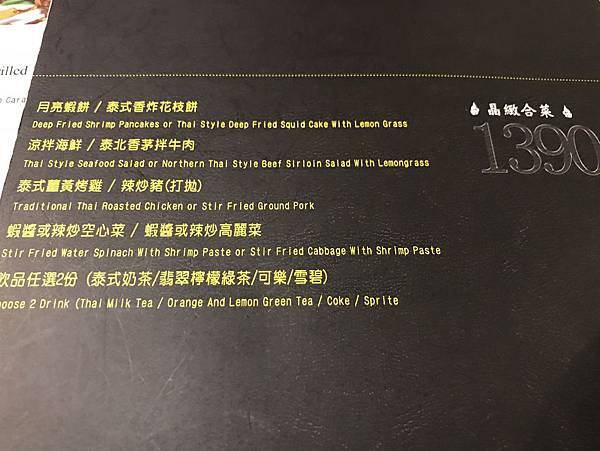 illed
Cara
晶緻合菜
1390
月亮蝦餅 / 泰式香炸花枝餅
Deep Fried Shrimp Pancakes or Thai Style Deep Fried Squid Cake With Lemon Grass
涼拌海鮮 / 泰北香茅拌牛肉
Thai Style Seafood Salad or Northern Thai Style Beef Sirloin Salad With Lemongrass
泰式薑黃烤雞 / 辣炒豬(打拋)
Traditional Thai Roasted Chicken or Stir Fried Ground Pork
蝦醬或辣炒空心菜 / 蝦醬或辣炒高麗菜
Stir Fried Water Spinach With Shrimp Paste or Stir Fried Cabbage With Shrimp Paste
飲品任選2份 (泰式奶茶/翡翠檸檬綠茶/可樂/雪碧)
oose 2 Drink (Thai Milk Tea / Orange And Lemon Green Tea / Coke / Sprite